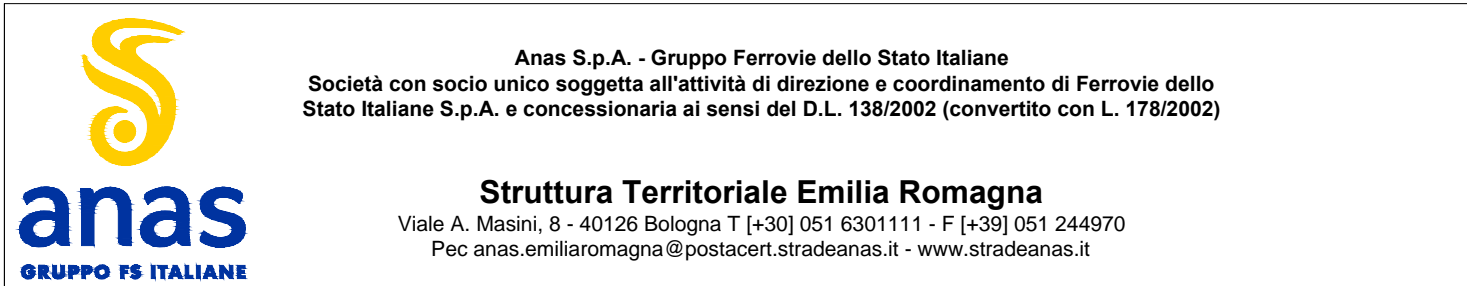 Anas S.p.A. - Gruppo Ferrovie dello Stato Italiane
Società con socio unico soggetta all'attività di direzione e coordinamento di Ferrovie dello
Stato Italiane S.p.A. e concessionaria ai sensi del D.L. 138/2002 (convertito con L. 178/2002)
anas
GRUPPO FS ITALIANE
Struttura Territoriale Emilia Romagna
Viale A. Masini, 8 - 40126 Bologna T [+30] 051 6301111 - F [+39] 051 244970
Pec anas.emiliaromagna@postacert.stradeanas.it - www.stradeanas.it